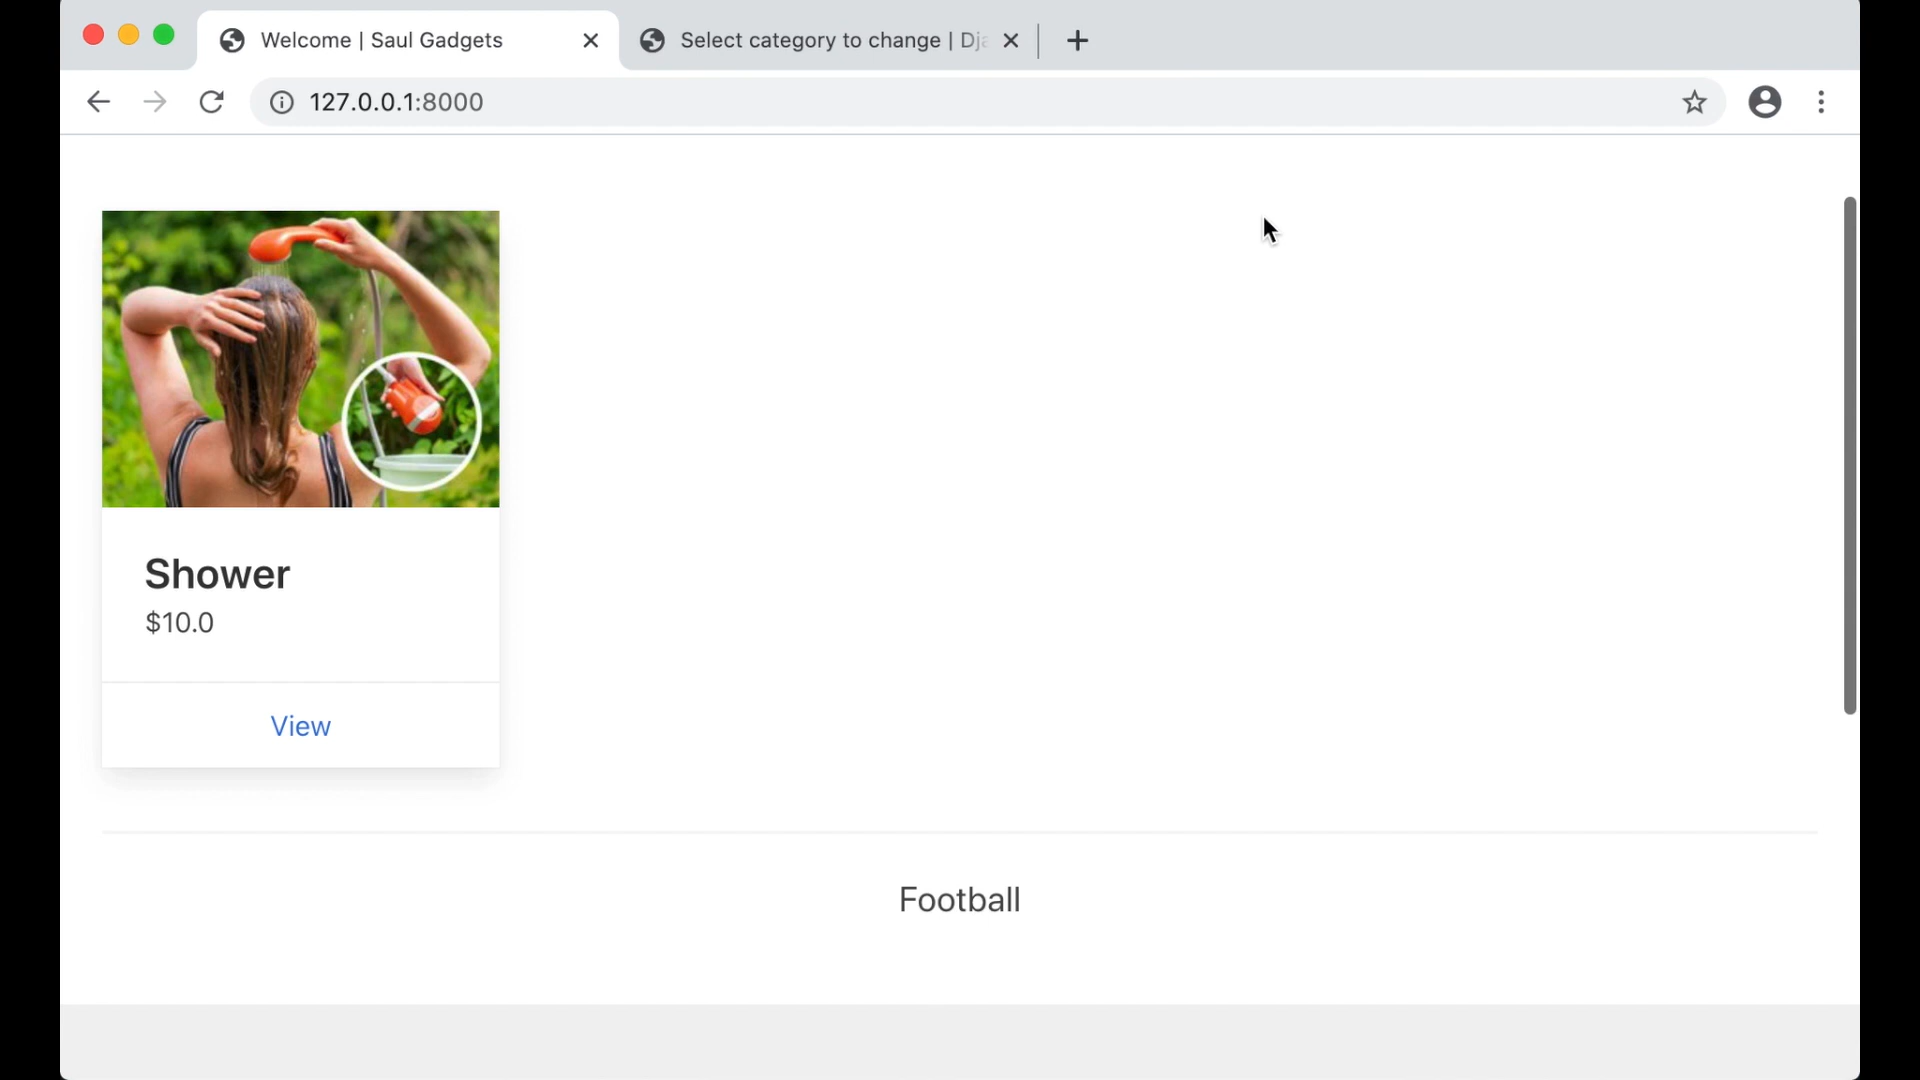 Welcome | Saul Gadgets
Select category to change | Dj
127.0.0.1:8000
Shower
$10.0
View
Football